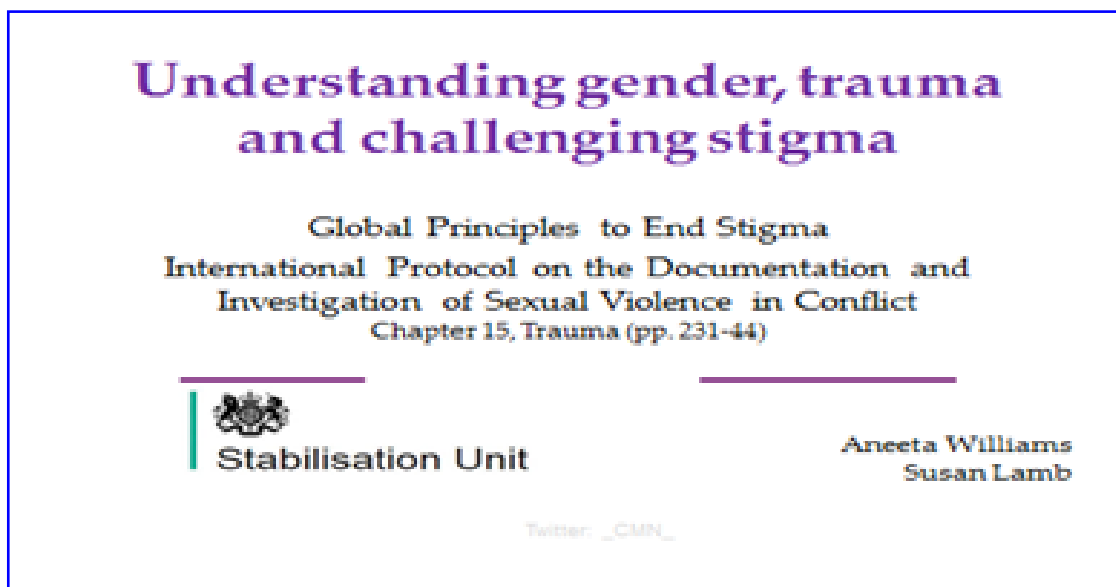 Understanding gender, trauma
and challenging stigma
Global Principles to End Stigma
International Protocol on the Documentation and
Investigation of Sexual Violence in Conflict
Chapter 15, Trauma (pp. 231-44)
Stabilisation Unit
Aneeta Williams
Susan Lamb
Twitter: _CMN_